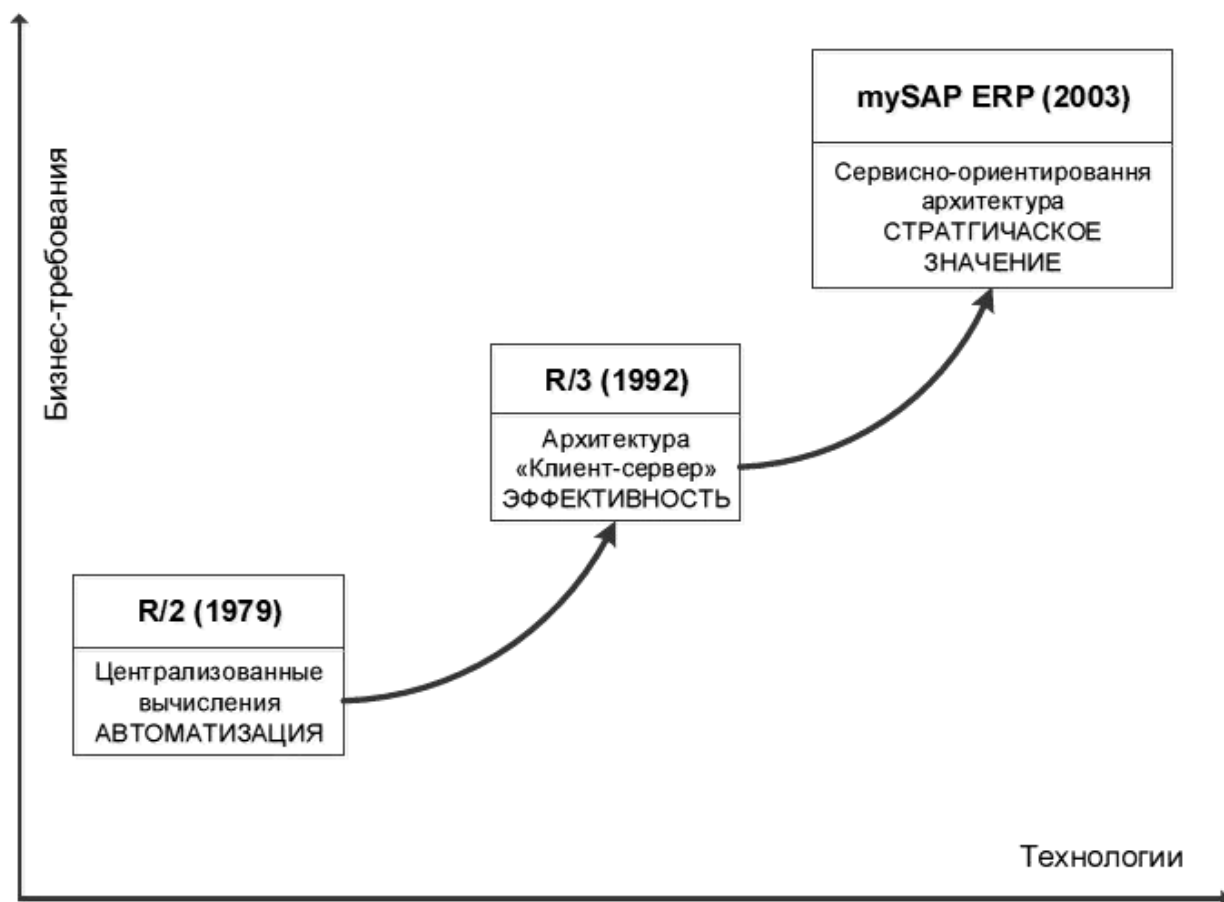 Бизнес-требования
mySAP ERP (2003)
Сервисно-ориентировання
архитектура
СТРАТГИЧАСКОЕ
ЗНАЧЕНИЕ
R/3 (1992)
Архитектура
«Клиент-сервер»
ЭФФЕКТИВНОСТЬ
R/2 (1979)
Централизованные
вычисления
АВТОМАТИЗАЦИЯ
Технологии